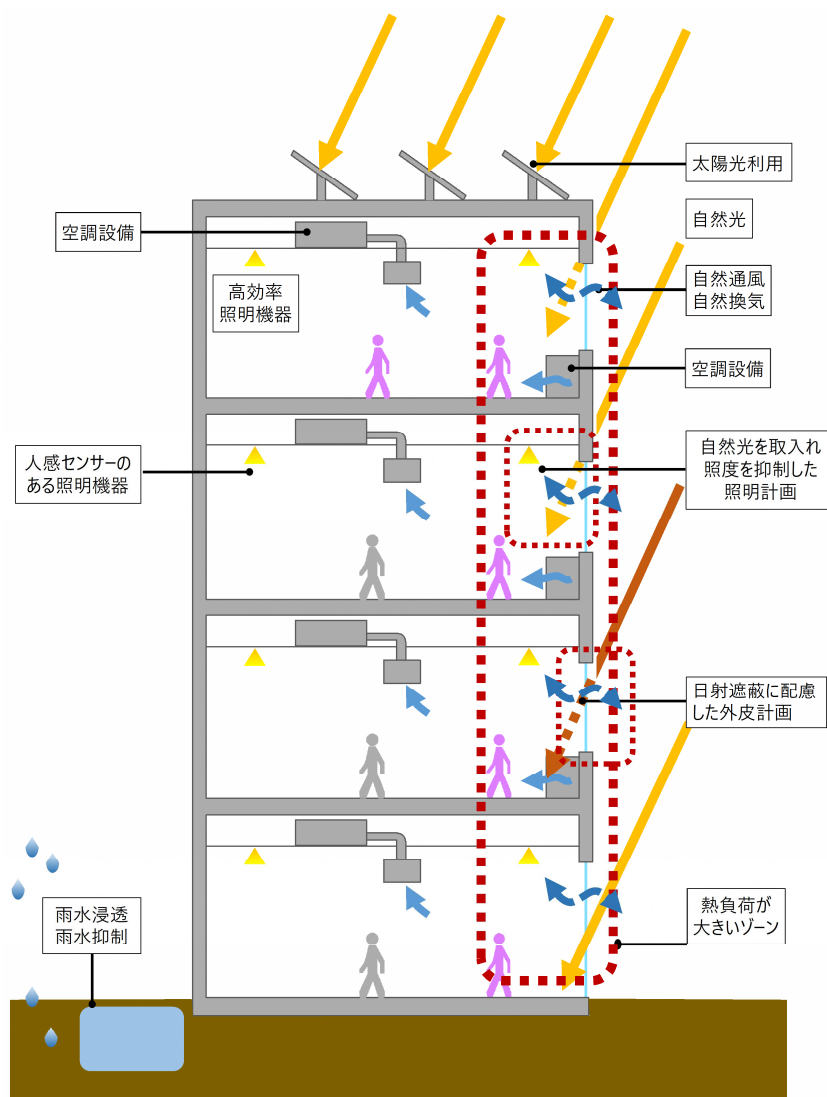 太陽光利用
自然光
空調設備
自然通風
自然換気
高効率
照明機器
空調設備
人感センサーの
ある照明機器
自然光を取入れ
照度を抑制した
照明計画
日射遮蔽に配慮
した外皮計画
雨水浸透
雨水抑制
熱負荷が
大きいゾーン